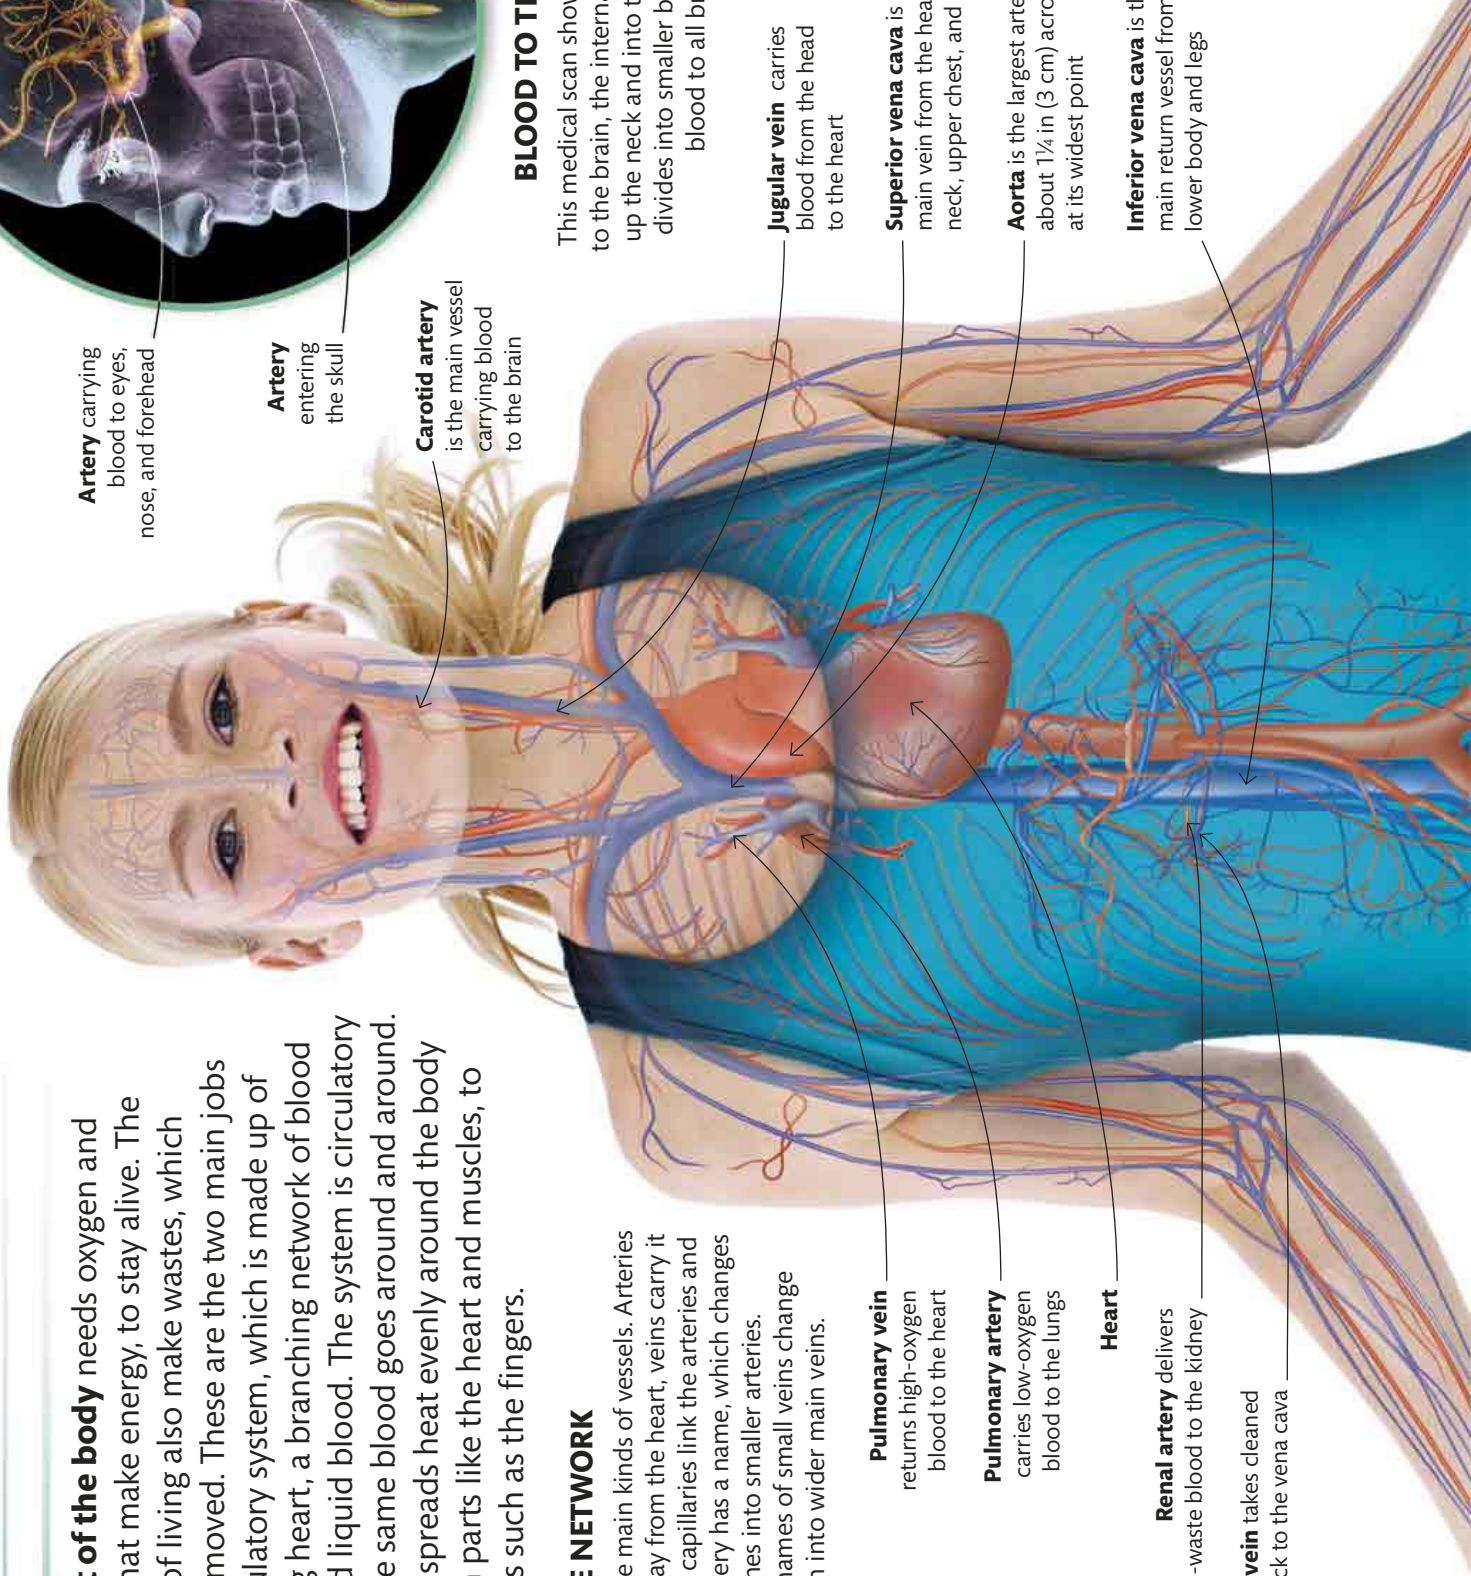 : of the body needs oxygen and
hat make energy, to stay alive. The
of living also make wastes, which
moved. These are the two main jobs
ulatory system, which is made up of
g heart, a branching network of blood
d liquid blood. The system is circulatory
e same blood goes around and around.
spreads heat evenly around the body
parts like the heart and muscles, to
s such as the fingers.
E NETWORK
e main kinds of vessels. Arteries
ay from the heart, veins carry it
capillaries link the arteries and
ery has a name, which changes
hes into smaller arteries.
names of small veins change
n into wider main veins.
Pulmonary vein
returns high-oxygen
blood to the heart
Pulmonary artery
carries low-oxygen
blood to the lungs
Heart
Renal artery delivers
-waste blood to the kidney
vein takes cleaned
ck to the vena cava
Artery carrying
blood to eyes,
nose, and forehead
Artery
entering
the skull
Carotid artery
is the main vessel
carrying blood
to the brain
BLOOD TO TH
This medical scan show
to the brain, the interna
up the neck and into t
divides into smaller b
blood to all br
Jugular vein carries
blood from the head
to the heart
Superior vena cava is
main vein from the hea
neck, upper chest, and
Aorta is the largest arte
about 1¼ in (3 cm) acro
at its widest point
Inferior vena cava is th
main return vessel from
lower body and legs